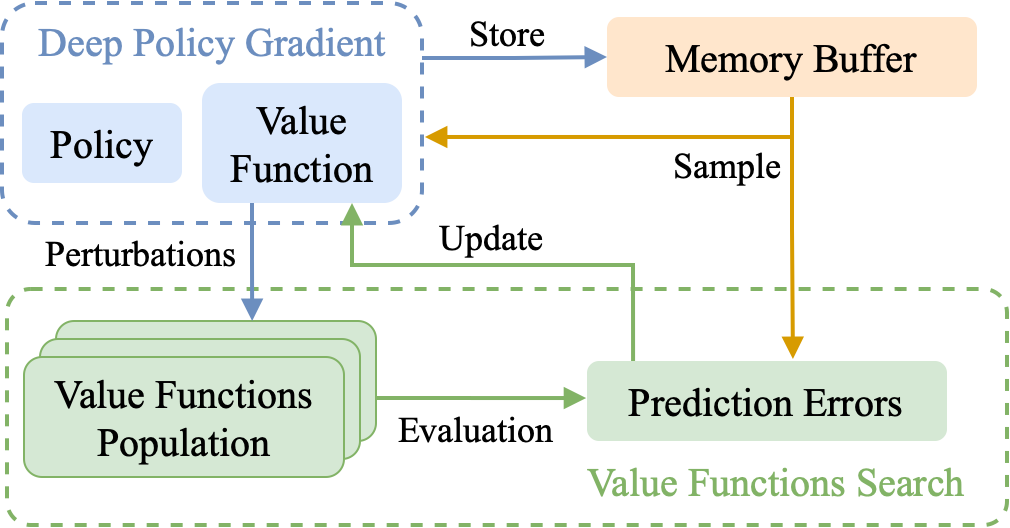 Deep Policy Gradient
Store
Memory Buffer
Policy
Value
Function
Sample
Perturbations
Update
Value Functions
Population
Evaluation
Prediction Errors
Value Functions Search